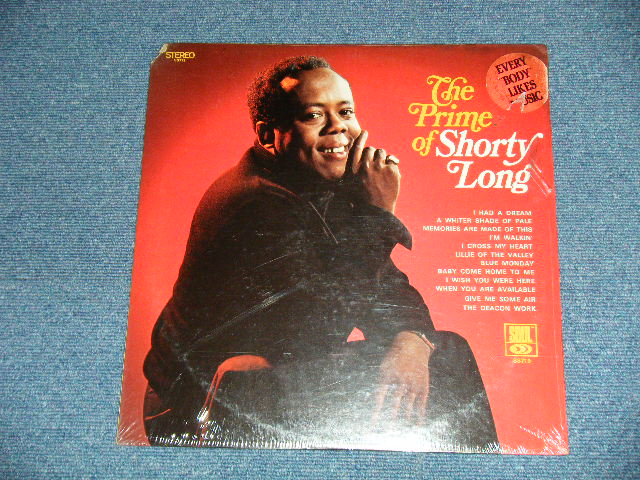 STEREO
EVERY
BODY
LIKES
The
Prime
of Shorty
Long
I HAD A DREAM
A WHITER SHADE OF PALE
MEMORIES ARE MADE OF THIS
I'M WALKIN'
I CROSS MY HEART
LILLIE OF THE VALLEY
BLUE MONDAY
BABY COME HOME TO ME
I WISH YOU WERE HERE
WHEN YOU ARE AVAILABLE
GIVE ME SOME AIR
THE DEACON WORK
SOUL